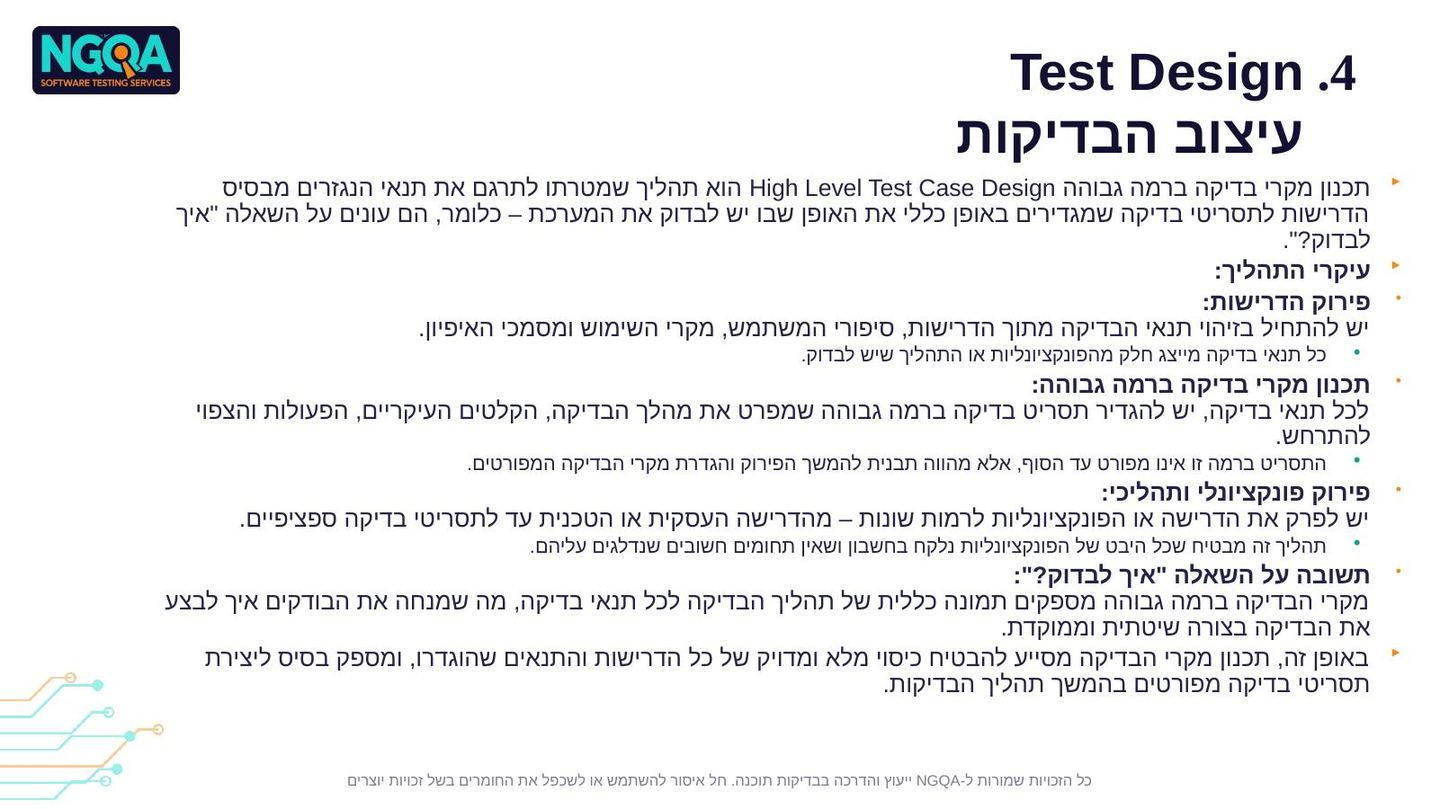 NGQA
SOFTWARE TESTING SERVICES
4. Test Design
עיצוב הבדיקות
תכנון מקרי בדיקה ברמה גבוהה High Level Test Case Design הוא תהליך שמטרתו לתרגם את תנאי הנגזרים מבסיס
הדרישות לתסריטי בדיקה שמגדירים באופן כללי את האופן שבו יש לבדוק את המערכת – כלומר, הם עונים על השאלה "איך
לבדוק?".
עיקרי התהליך:
פירוק הדרישות:
יש להתחיל בזיהוי תנאי הבדיקה מתוך הדרישות, סיפורי המשתמש, מקרי השימוש ומסמכי האיפיון.
כל תנאי בדיקה מייצג חלק מהפונקציונליות או התהליך שיש לבדוק.
תכנון מקרי בדיקה ברמה גבוהה:
לכל תנאי בדיקה, יש להגדיר תסריט בדיקה ברמה גבוהה שמפרט את מהלך הבדיקה, הקלטים העיקריים, הפעולות והצפוי
להתרחש.
התסריט ברמה זו אינו מפורט עד הסוף, אלא מהווה תבנית להמשך הפירוק והגדרת מקרי הבדיקה המפורטים.
פירוק פונקציונלי ותהליכי:
יש לפרק את הדרישה או הפונקציונליות לרמות שונות – מהדרישה העסקית או הטכנית עד לתסריטי בדיקה ספציפיים.
תהליך זה מבטיח שכל היבט של הפונקציונליות נלקח בחשבון ושאין תחומים חשובים שנדלגים עליהם.
תשובה על השאלה "איך לבדוק?":
מקרי הבדיקה ברמה גבוהה מספקים תמונה כללית של תהליך הבדיקה לכל תנאי בדיקה, מה שמנחה את הבודקים איך לבצע
את הבדיקה בצורה שיטתית וממוקדת.
באופן זה, תכנון מקרי הבדיקה מסייע להבטיח כיסוי מלא ומדויק של כל הדרישות והתנאים שהוגדרו, ומספק בסיס ליצירת
תסריטי בדיקה מפורטים בהמשך תהליך הבדיקות.
כל הזכויות שמורות ל-NGQA ייעוץ והדרכה בבדיקות תוכנה. חל איסור להשתמש או לשכפל את החומרים בשל זכויות יוצרים